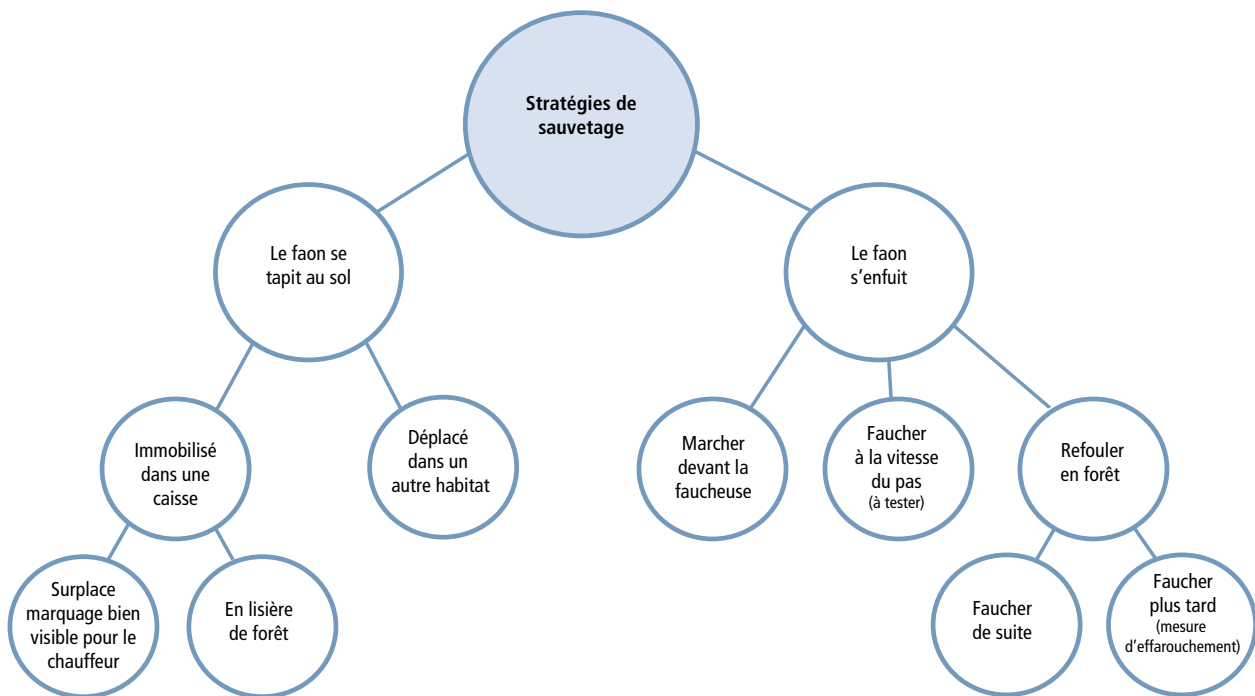 Stratégies de
sauvetage
Le faon se
tapit au sol
Le faon
s'enfuit
Immobilisé
dans une
caisse
Déplacé
dans un
autre habitat
Marcher
devant la
faucheuse
Faucher
à la vitesse
du pas
(à tester)
Refouler
en forêt
Surplace
marquage bien
visible pour le
chauffeur
En lisière
de forêt
Faucher
de suite
Faucher
plus tard
(mesure
d'effarouchement)